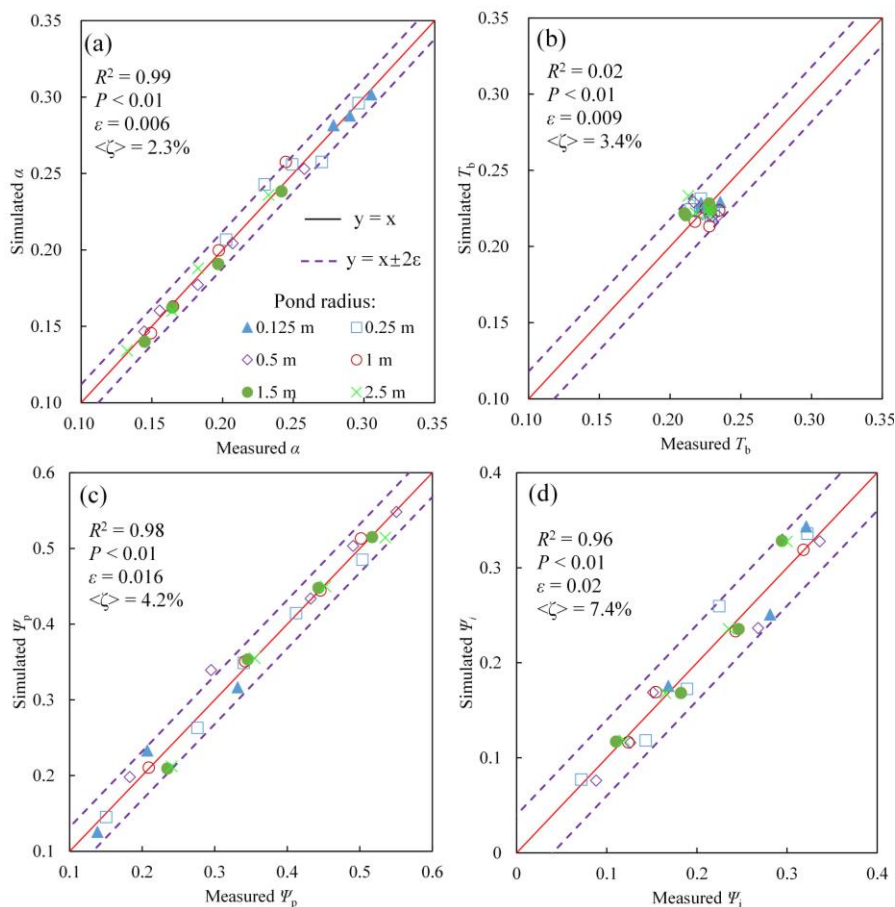 (a)
R² = 0.99
P < 0.01
ε = 0.006
<ζ> = 2.3%
y = x
y = x±2ε
Pond radius:
0.125 m
0.25 m
0.5 m
1 m
1.5 m
2.5 m
0.35
0.30
0.25
0.20
0.15
0.10
Simulated α
0.10 0.15 0.20 0.25 0.30 0.35
Measured α
(b)
R² = 0.02
P < 0.01
ε = 0.009
<ζ> = 3.4%
0.35
0.30
0.25
0.20
0.15
0.10
Simulated T_b
0.10 0.15 0.20 0.25 0.30 0.35
Measured T_b
(c)
R² = 0.98
P < 0.01
ε = 0.016
<ζ> = 4.2%
0.6
0.5
0.4
0.3
0.2
0.1
Simulated Ψ_p
0.1 0.2 0.3 0.4 0.5 0.6
Measured Ψ_p
(d)
R² = 0.96
P < 0.01
ε = 0.02
<ζ> = 7.4%
0.4
0.3
0.2
0.1
0
Simulated Ψ_i
0 0.1 0.2 0.3 0.4
Measured Ψ_i